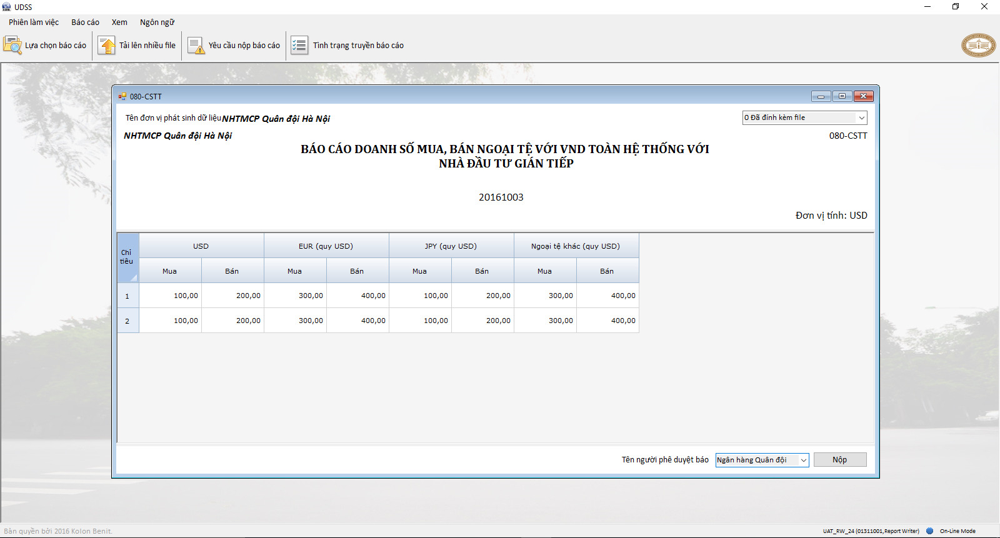 UDSS
Phiên làm việc Báo cáo Xem Ngôn ngữ
Lựa chọn báo cáo Tải lên nhiều file Yêu cầu nộp báo cáo Tình trạng truyền báo cáo
080-CSTT
Tên đơn vị phát sinh dữ liệu NHTMCP Quân đội Hà Nội 0 Đã đính kèm file
NHTMCP Quân đội Hà Nội 080-CSTT
BÁO CÁO DOANH SỐ MUA, BÁN NGOẠI TỆ VỚI VND TOÀN HỆ THỐNG VỚI
NHÀ ĐẦU TƯ GIÁN TIẾP
20161003
Đơn vị tính: USD
Chỉ tiêu USD EUR (quy USD) JPY (quy USD) Ngoại tệ khác (quy USD)
Mua Bán Mua Bán Mua Bán Mua Bán
1 100,00 200,00 300,00 400,00 100,00 200,00 300,00 400,00
2 100,00 200,00 300,00 400,00 100,00 200,00 300,00 400,00
Tên người phê duyệt báo Ngân hàng Quân đội Nộp
Bản quyền bởi 2016 Kolon Benit. UAT_RW_24 (01311001,Report Writer) On-Line Mode